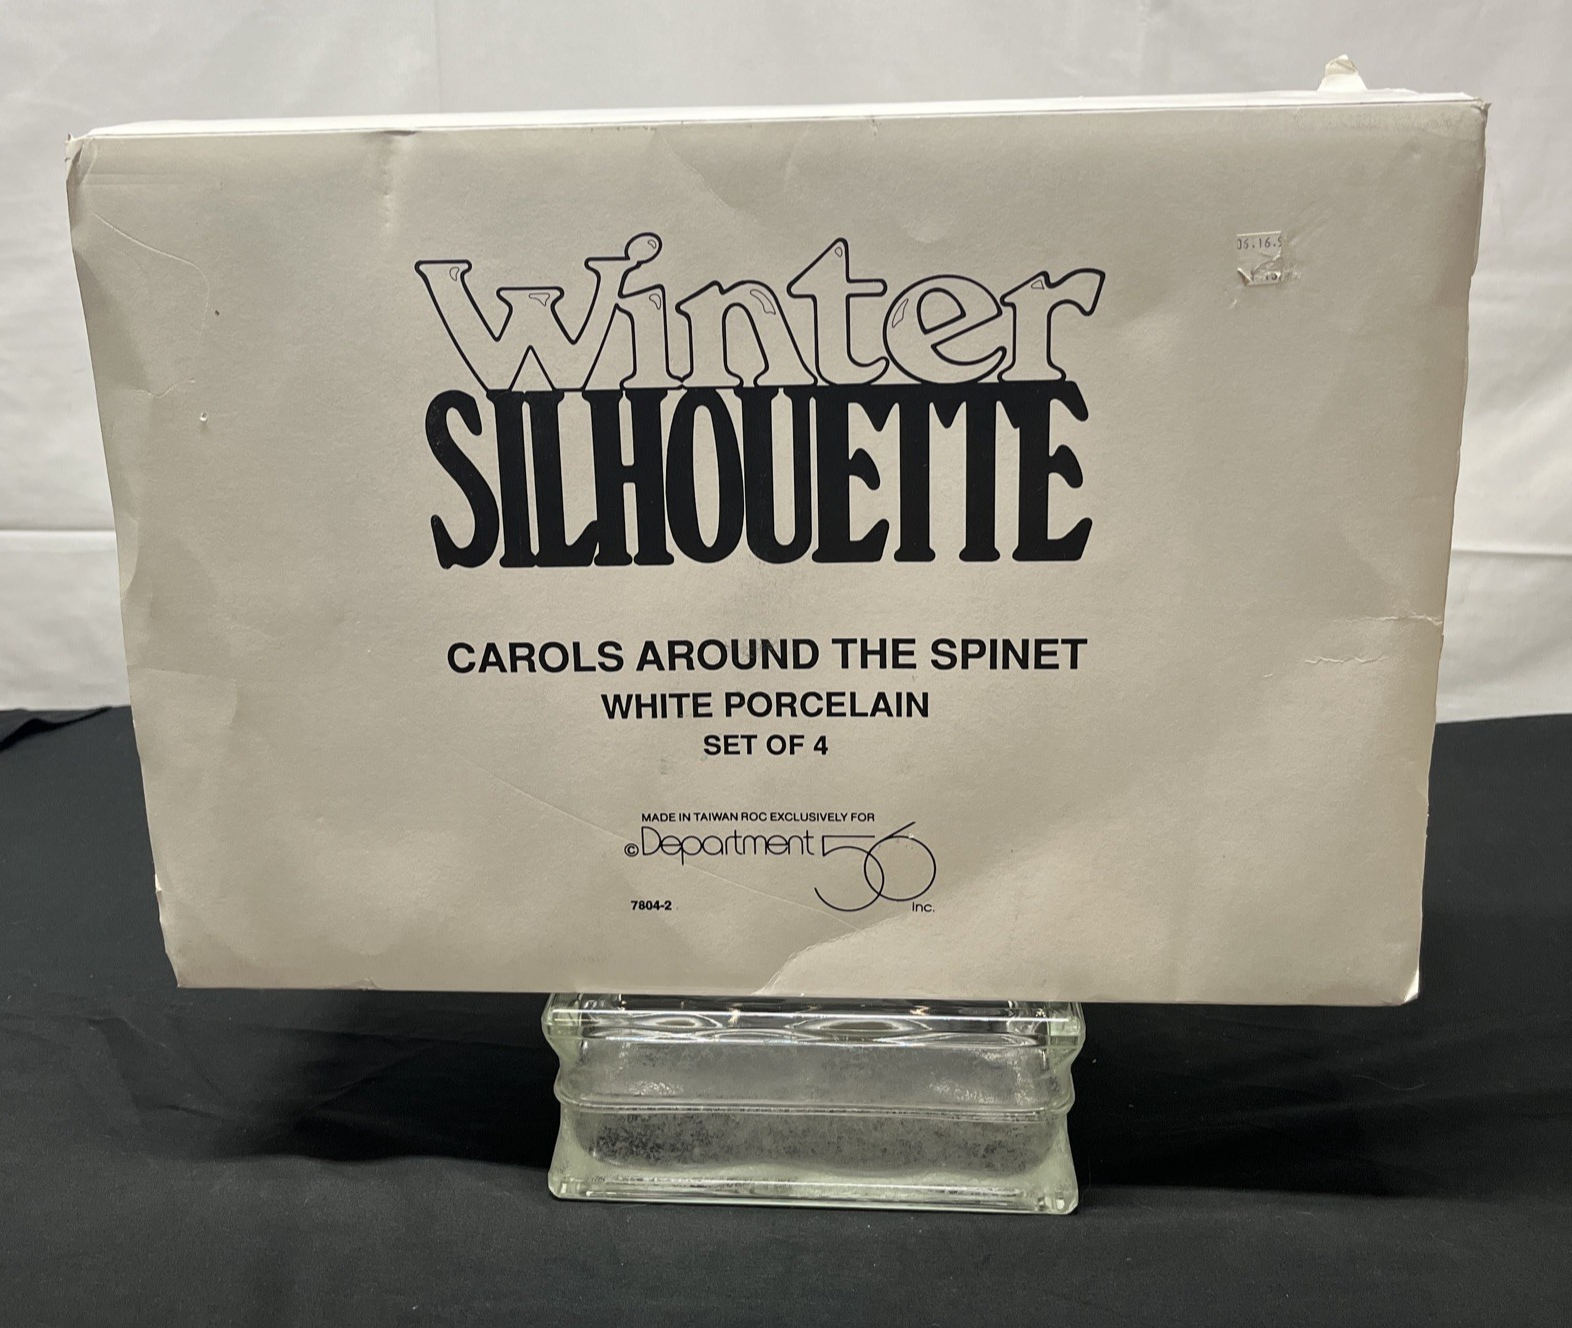 Winter
SILHOUETTE
CAROLS AROUND THE SPINET
WHITE PORCELAIN
SET OF 4
MADE IN TAIWAN ROC EXCLUSIVELY FOR
©Department 56
inc.
7804-2